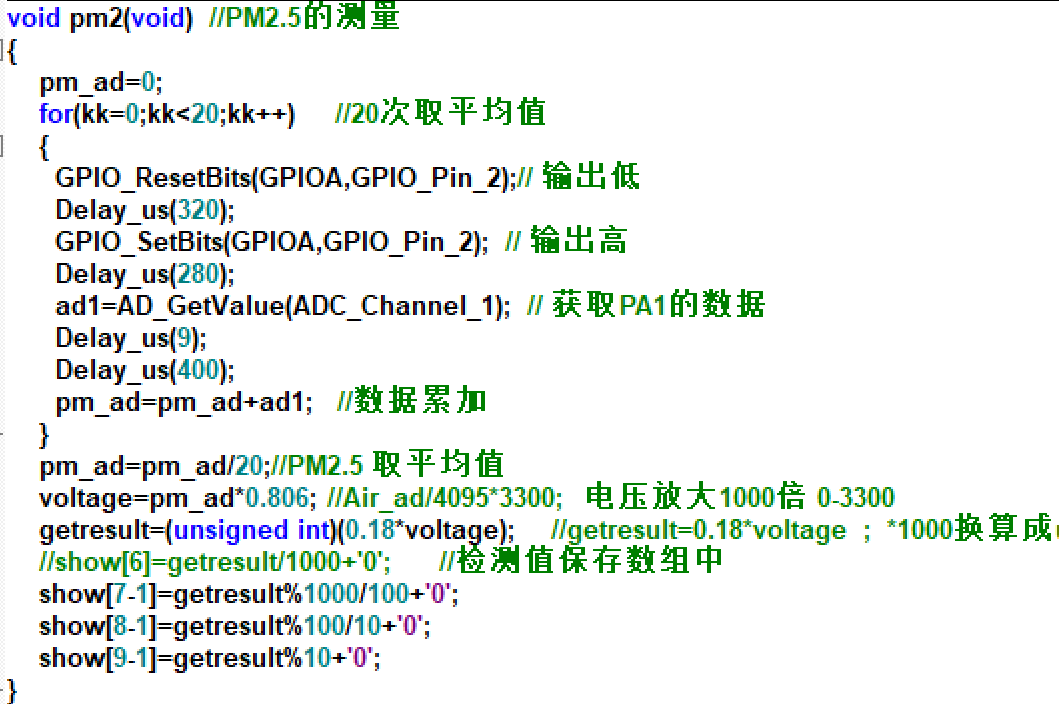 void pm2(void) //PM2.5的测量
{
pm_ad=0;
for(kk=0;kk<20;kk++) //20次取平均值
{
GPIO_ResetBits(GPIOA,GPIO_Pin_2);// 输出低
Delay_us(320);
GPIO_SetBits(GPIOA,GPIO_Pin_2); // 输出高
Delay_us(280);
ad1=AD_GetValue(ADC_Channel_1); // 获取PA1的数据
Delay_us(9);
Delay_us(400);
pm_ad=pm_ad+ad1; //数据累加
}
pm_ad=pm_ad/20;//PM2.5 取平均值
voltage=pm_ad*0.806; //Air_ad/4095*3300; 电压放大1000倍 0-3300
getresult=(unsigned int)(0.18*voltage); //getresult=0.18*voltage ; *1000换算成
//show[6]=getresult/1000+'0'; //检测值保存数组中
show[7-1]=getresult%1000/100+'0';
show[8-1]=getresult%100/10+'0';
show[9-1]=getresult%10+'0';
}